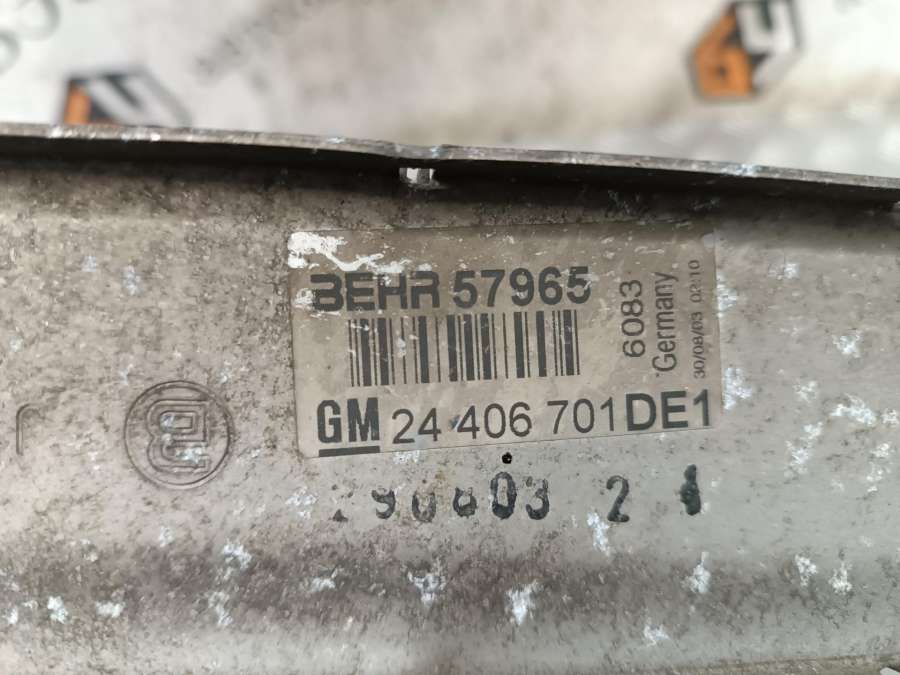 BEHR 57965
6083
Germany
30/08/03 02:10
GM 24 406 701 DE1